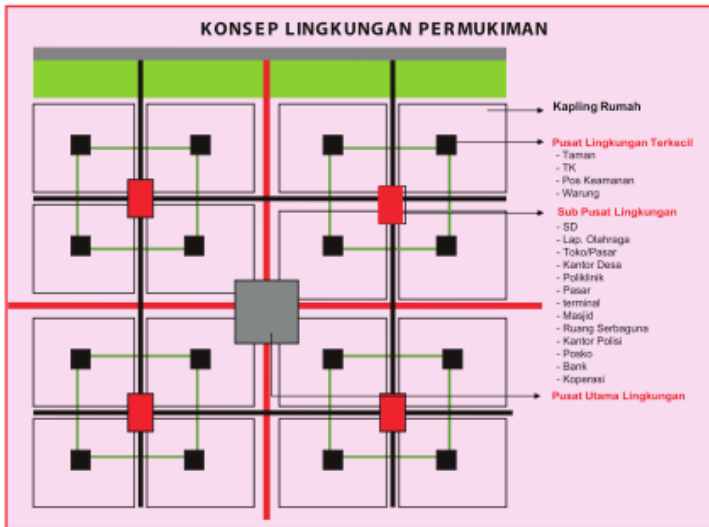 KONSEP LINGKUNGAN PERMUKIMAN
Kapling Rumah
Pusat Lingkungan Terkecil
- Taman
- TK
- Pos Keamanan
- Warung
Sub Pusat Lingkungan
- SD
- Lap. Olahraga
- Toko/Pasar
- Kantor Desa
- Poliklinik
- Pasar
- terminal
- Masjid
- Ruang Serbaguna
- Kantor Polisi
- Posko
- Bank
- Koperasi
Pusat Utama Lingkungan